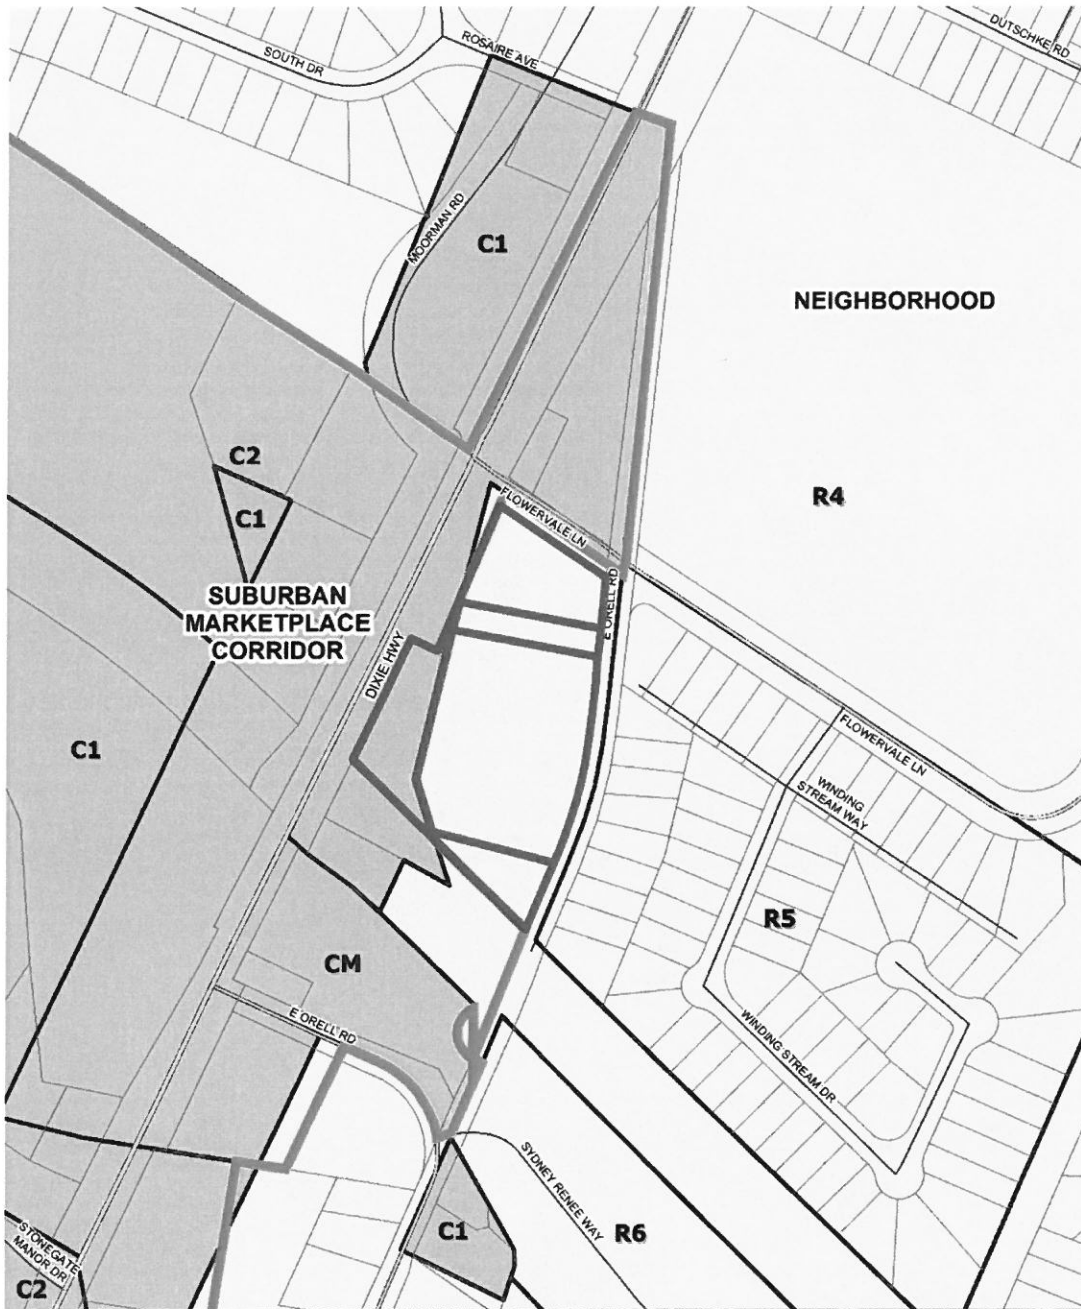 DUTSCHKE RD
ROSAIRE AVE
SOUTH DR
MOORMAN RD
C1
NEIGHBORHOOD
C2
C1
R4
FLOWERVALE LN
E ORELL RD
SUBURBAN
MARKETPLACE
CORRIDOR
DIXIE HWY
C1
FLOWERVALE LN
WINDING
STREAM WAY
R5
CM
E ORELL RD
WINDING STREAM DR
SYDNEY RENEE WAY
C1
R6
STONEGATE
MANOR DR
C2